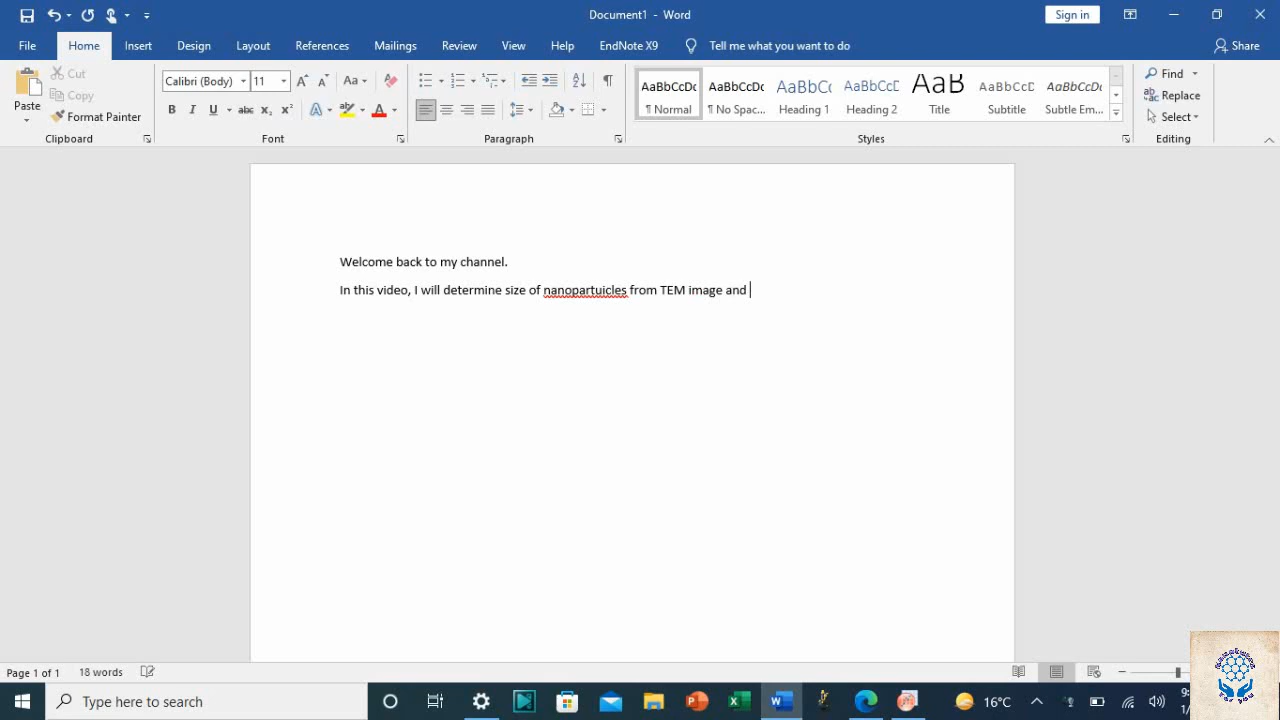 Document1 - Word
Sign in
File Home Insert Design Layout References Mailings Review View Help EndNote X9 Tell me what you want to do Share
Paste
Cut
Copy
Format Painter
Clipboard
Calibri (Body) 11
Font
Paragraph
AaBbCcDc AaBbCcDc AaBbCc AaBbCcD AaB AaBbCcD AaBbCcDc
¶ Normal ¶ No Spac... Heading 1 Heading 2 Title Subtitle Subtle Em...
Styles
Find
Replace
Select
Editing
Welcome back to my channel.
In this video, I will determine size of nanopartuicles from TEM image and
Page 1 of 1 18 words
Type here to search
16°C